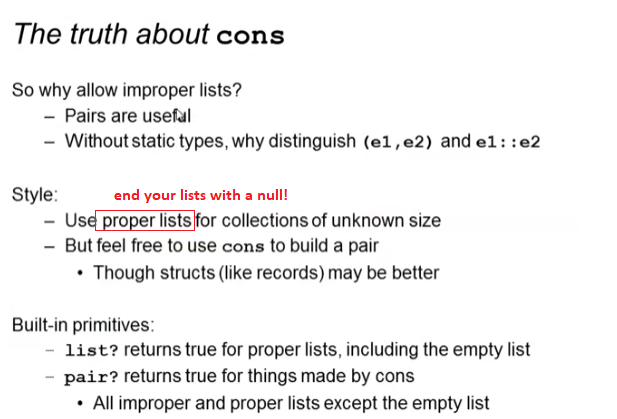 The truth about cons
So why allow improper lists?
– Pairs are useful
– Without static types, why distinguish (e1,e2) and e1::e2
Style:
end your lists with a null!
– Use proper lists for collections of unknown size
– But feel free to use cons to build a pair
• Though structs (like records) may be better
Built-in primitives:
– list? returns true for proper lists, including the empty list
– pair? returns true for things made by cons
• All improper and proper lists except the empty list